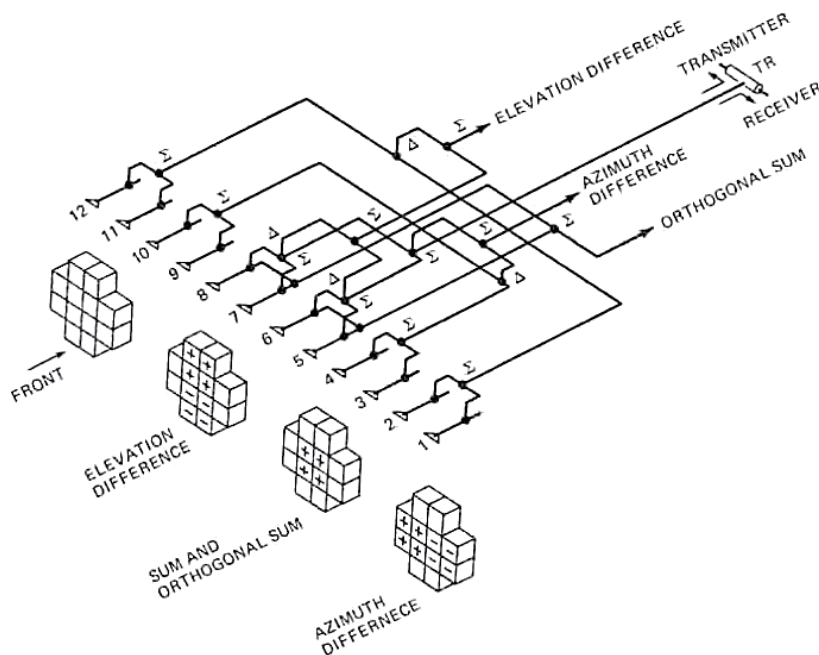 ELEVATION DIFFERENCE
TRANSMITTER
TR
RECEIVER
AZIMUTH
DIFFERENCE
ORTHOGONAL SUM
Σ
Δ
Σ
Σ
Σ
Δ
Σ
Σ
Σ
Σ
Σ
Δ
Δ
Σ
Σ
Σ
12
11
10
9
8
7
6
5
4
3
2
1
FRONT
+ +
+ +
- -
- -
ELEVATION
DIFFERENCE
+ +
+ +
SUM AND
ORTHOGONAL SUM
+ + - -
+ + - -
AZIMUTH
DIFFERNECE